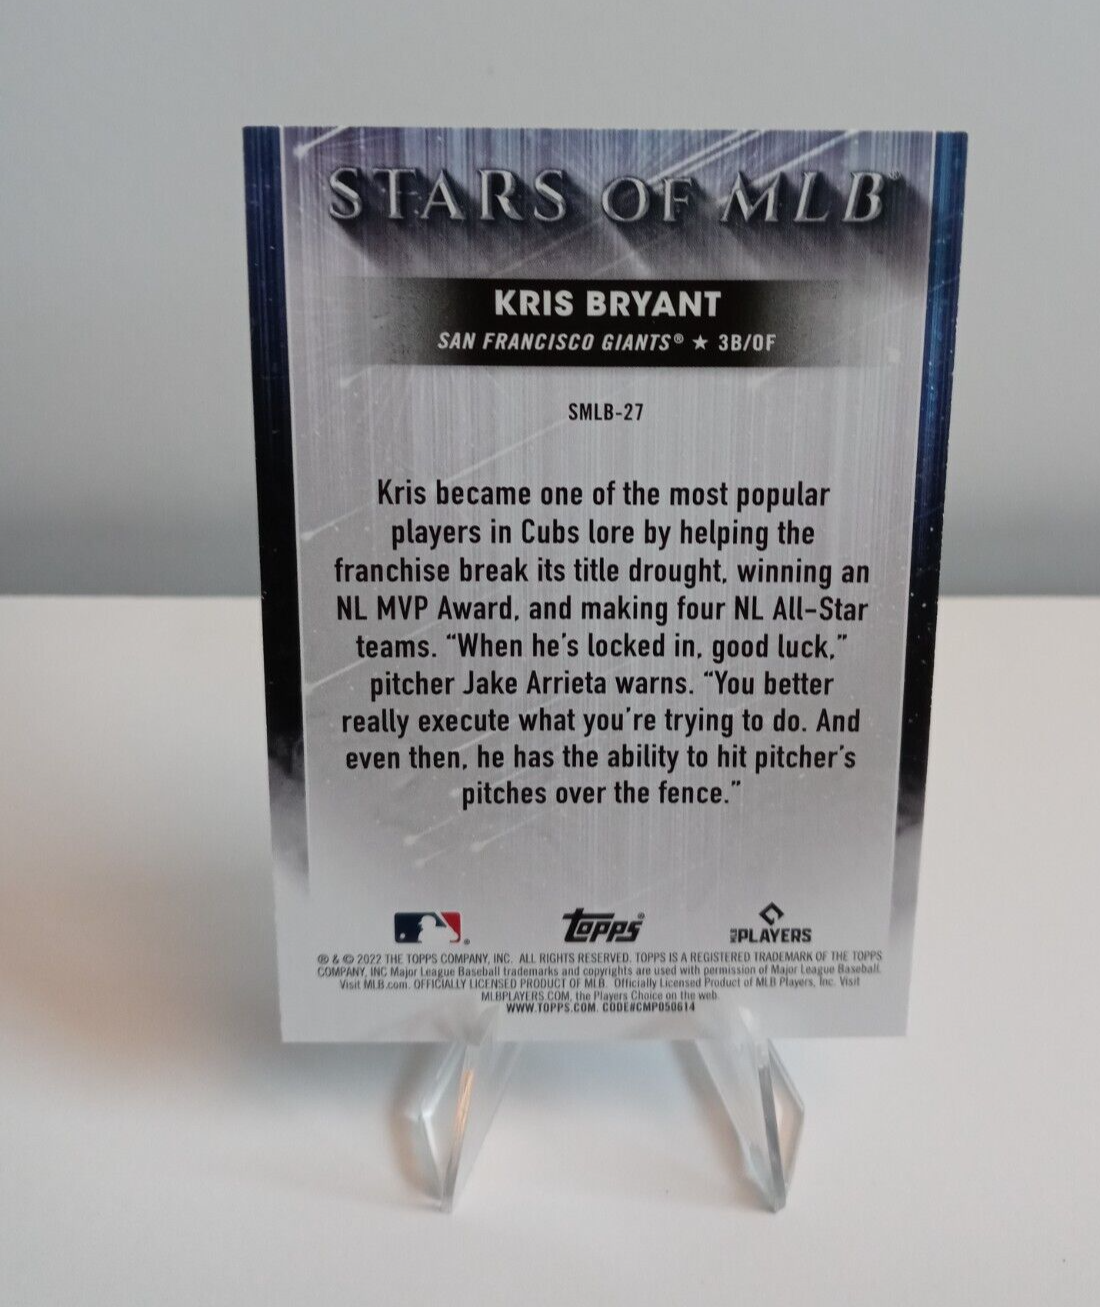 STARS OF MLB®
KRIS BRYANT
SAN FRANCISCO GIANTS® ★ 3B/OF
SMLB-27
Kris became one of the most popular
players in Cubs lore by helping the
franchise break its title drought, winning an
NL MVP Award, and making four NL All-Star
teams. “When he’s locked in, good luck,”
pitcher Jake Arrieta warns. “You better
really execute what you’re trying to do. And
even then, he has the ability to hit pitcher’s
pitches over the fence.”
topps®
MLB PLAYERS
® & © 2022 THE TOPPS COMPANY, INC. ALL RIGHTS RESERVED. TOPPS IS A REGISTERED TRADEMARK OF THE TOPPS
COMPANY, INC Major League Baseball trademarks and copyrights are used with permission of Major League Baseball.
Visit MLB.com. OFFICIALLY LICENSED PRODUCT OF MLB. Officially Licensed Product of MLB Players, Inc. Visit
MLBPLAYERS.COM, the Players Choice on the web.
WWW.TOPPS.COM. CODE#CMP050614